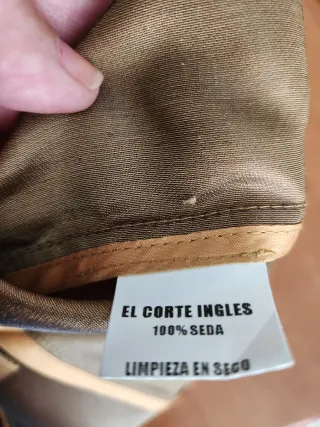 EL CORTE INGLES
100% SEDA
LIMPIEZA EN SECO